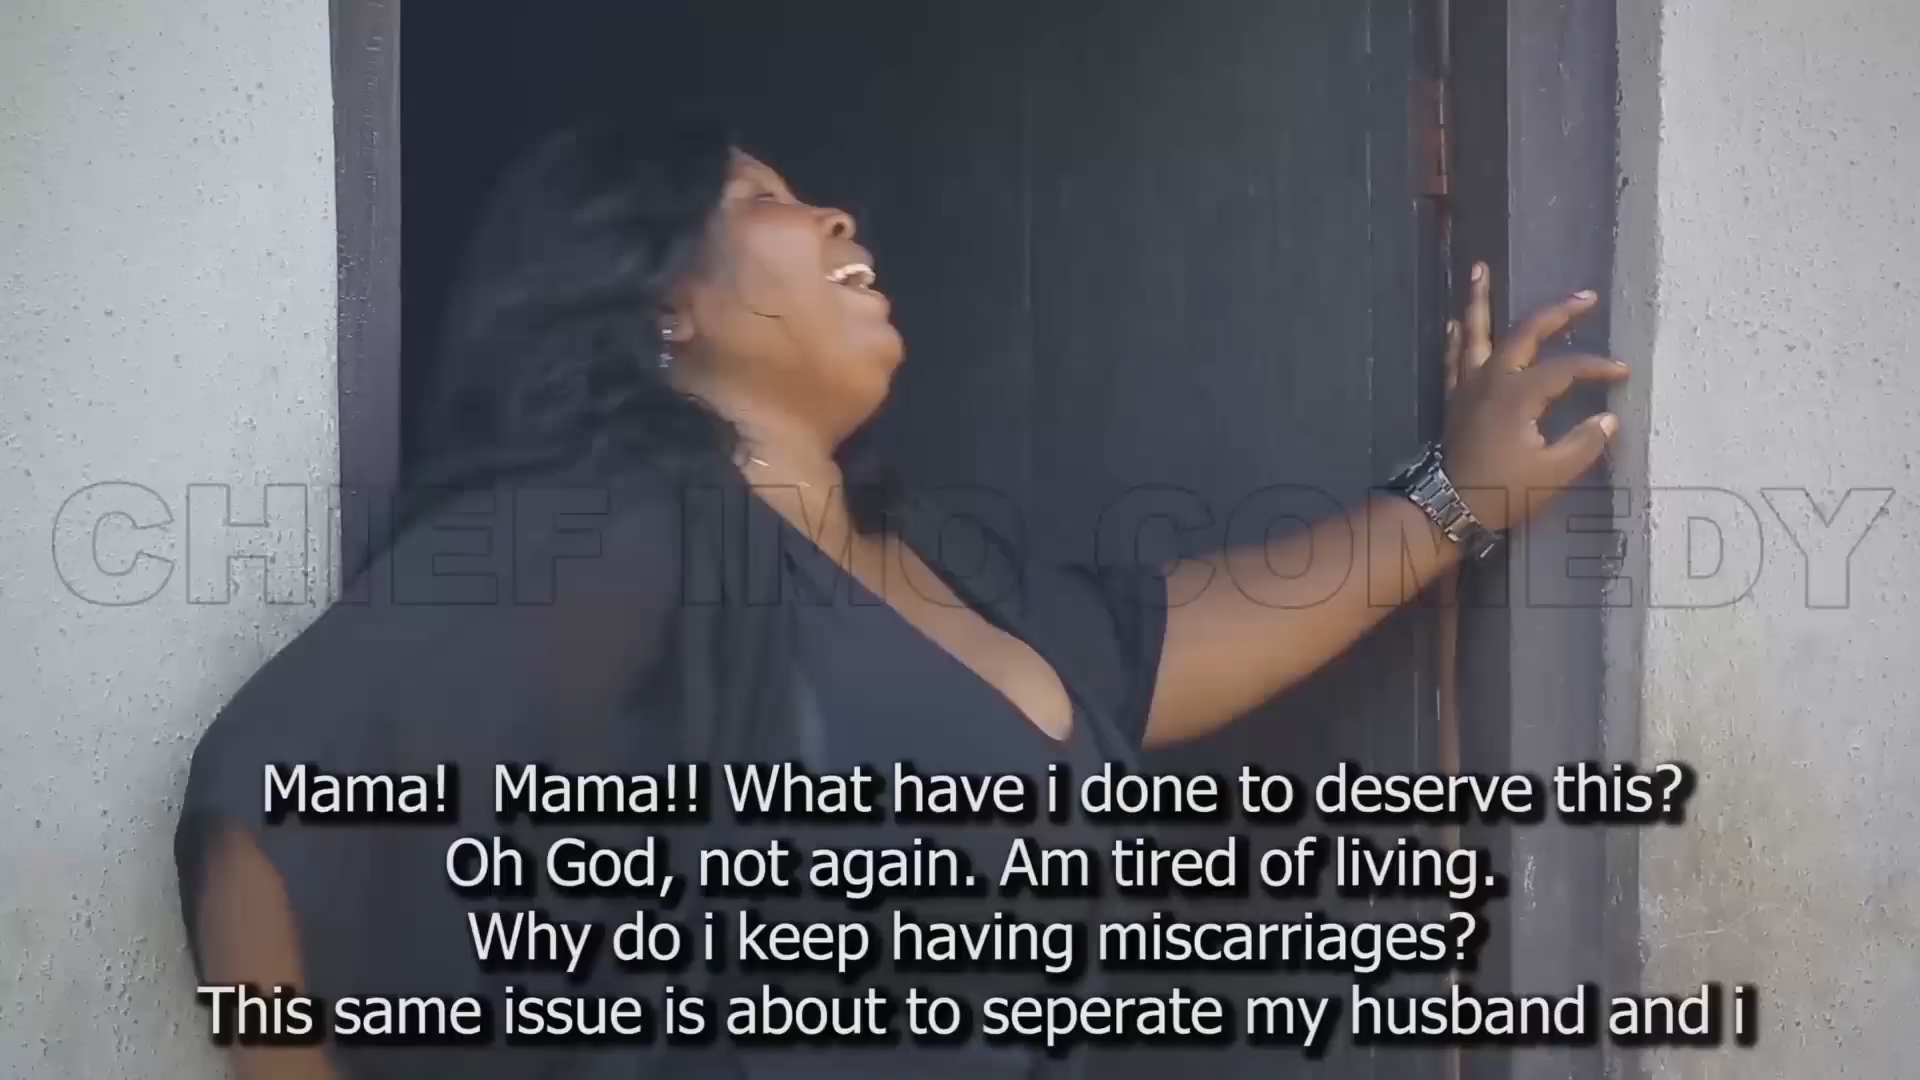 CHIEF IMO COMEDY
Mama!  Mama!! What have i done to deserve this?
Oh God, not again. Am tired of living.
Why do i keep having miscarriages?
This same issue is about to seperate my husband and i